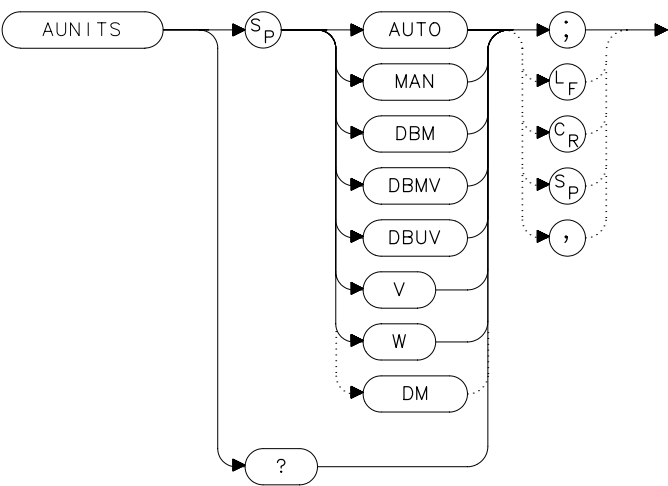 AUNITS SP AUTO ;
MAN LF
DBM CR
DBMV SP
DBUV ,
V
W
DM
?